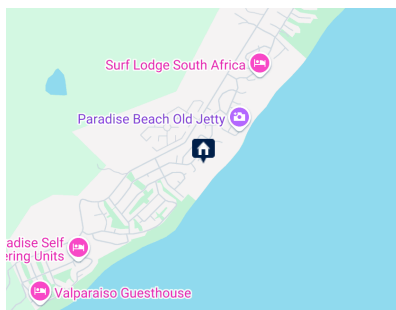 Surf Lodge South Africa
Paradise Beach Old Jetty
adise Self
ering Units
Valparaiso Guesthouse